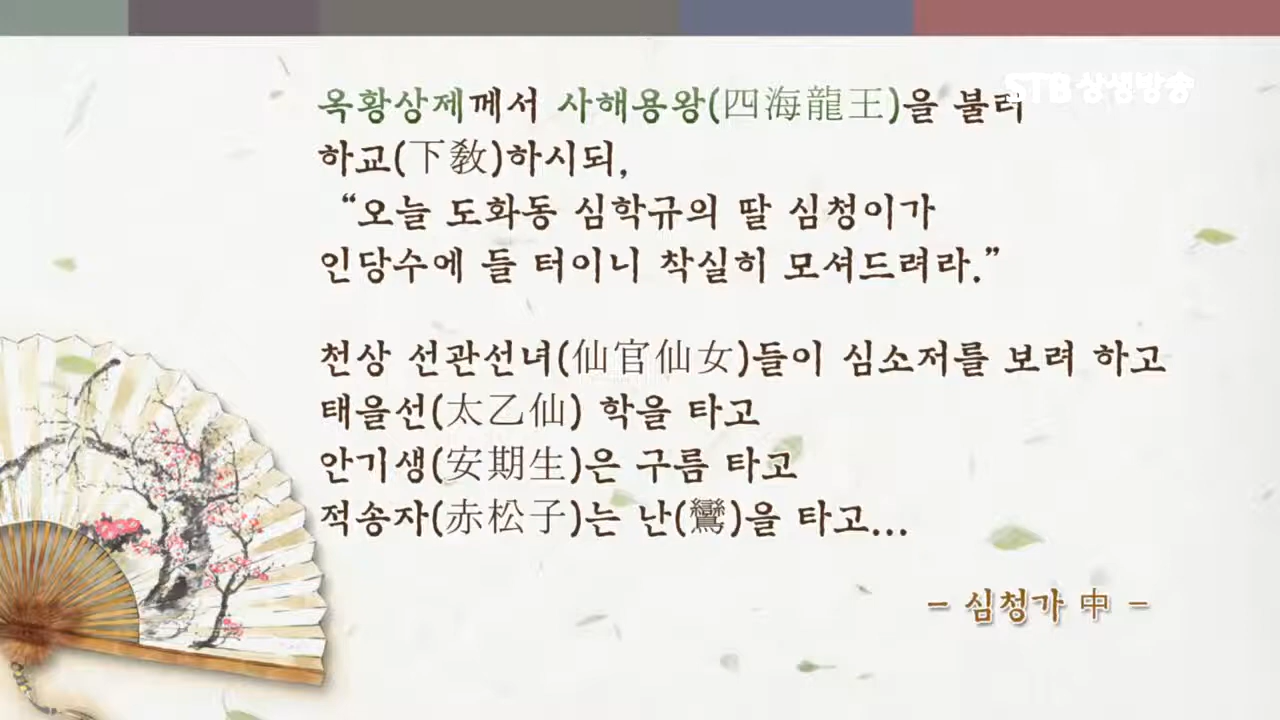 옥황상제께서 사해용왕(四海龍王)을 불러
STB 상생방송
하교(下敎)하시되,
“오늘 도화동 심학규의 딸 심청이가
인당수에 들 터이니 착실히 모셔드려라.”
천상 선관선녀(仙官仙女)들이 심소저를 보려 하고
태을선(太乙仙) 학을 타고
안기생(安期生)은 구름 타고
적송자(赤松子)는 난(鸞)을 타고...
- 심청가 中 -